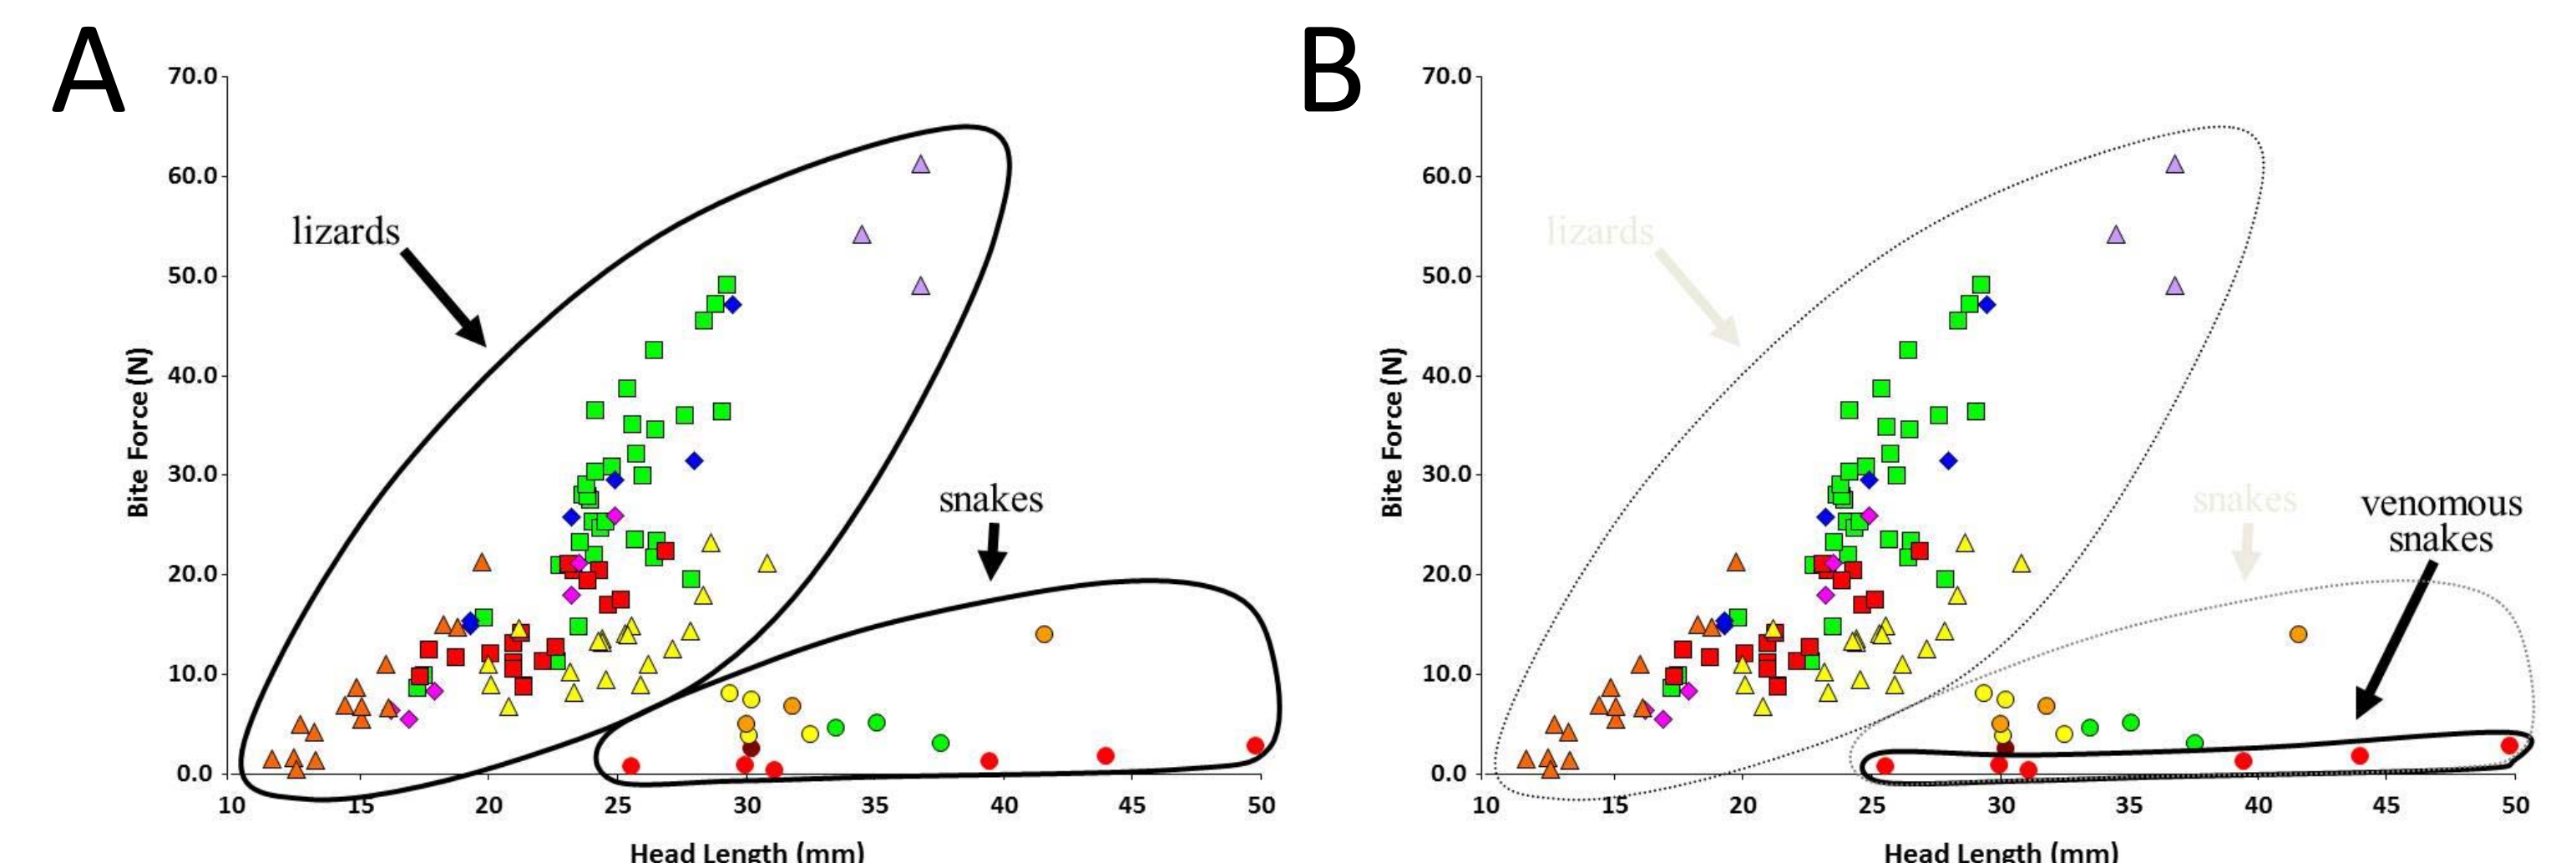 A
70.0
60.0
50.0
40.0
30.0
20.0
10.0
0.0
Bite Force (N)
lizards
snakes
10 15 20 25 30 35 40 45 50
Head Length (mm)
B
70.0
60.0
50.0
40.0
30.0
20.0
10.0
0.0
Bite Force (N)
lizards
snakes
venomous
snakes
10 15 20 25 30 35 40 45 50
Head Length (mm)